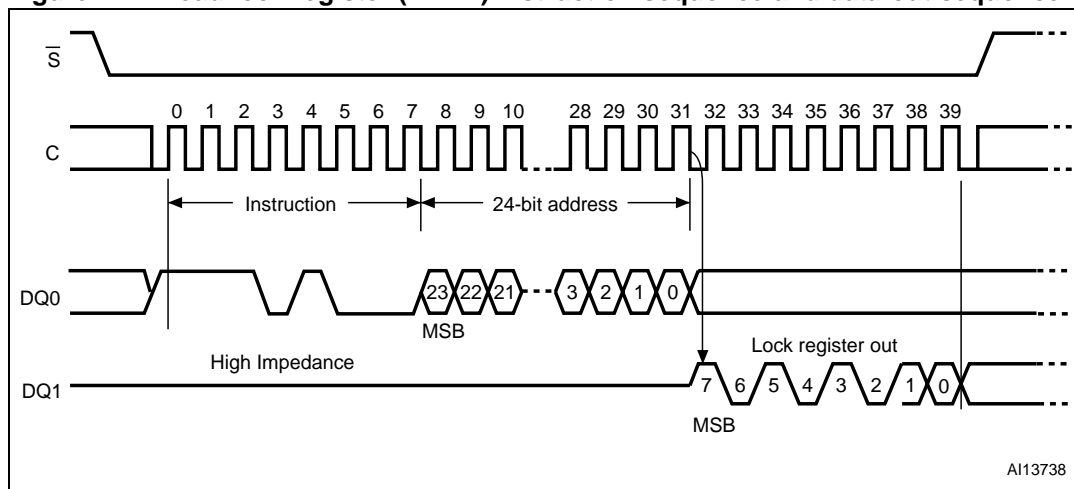 S
0 1 2 3 4 5 6 7 8 9 10 28 29 30 31 32 33 34 35 36 37 38 39
C
Instruction 24-bit address
DQ0 23 22 21 3 2 1 0
MSB
High Impedance Lock register out
DQ1 7 6 5 4 3 2 1 0
MSB
AI13738